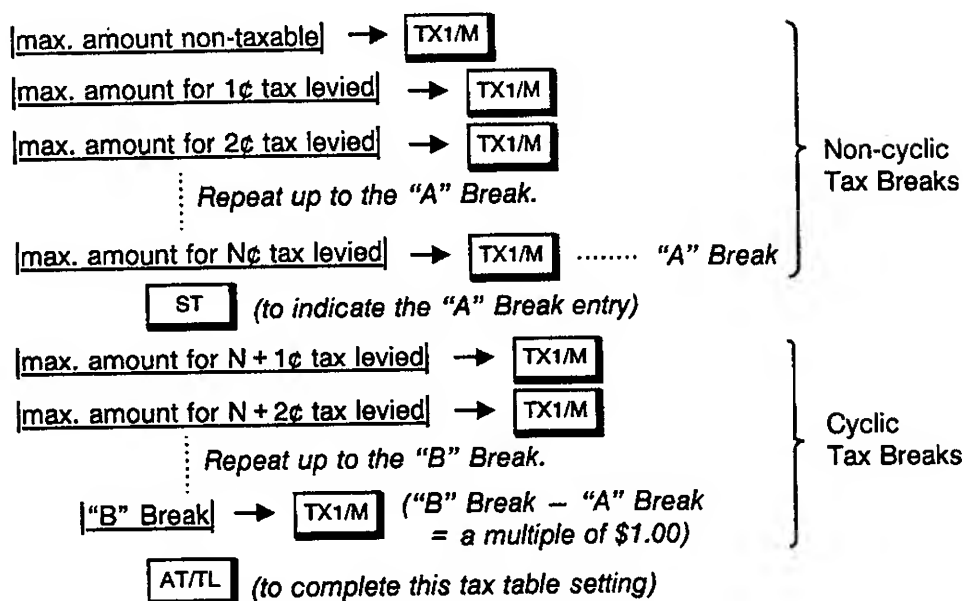 max. amount non-taxable → TX1/M
max. amount for 1¢ tax levied → TX1/M
max. amount for 2¢ tax levied → TX1/M
Repeat up to the “A” Break.
Non-cyclic
Tax Breaks
max. amount for N¢ tax levied → TX1/M ........ “A” Break
ST (to indicate the “A” Break entry)
max. amount for N + 1¢ tax levied → TX1/M
max. amount for N + 2¢ tax levied → TX1/M
Repeat up to the “B” Break.
Cyclic
Tax Breaks
“B” Break → TX1/M (“B” Break – “A” Break
= a multiple of $1.00)
AT/TL (to complete this tax table setting)